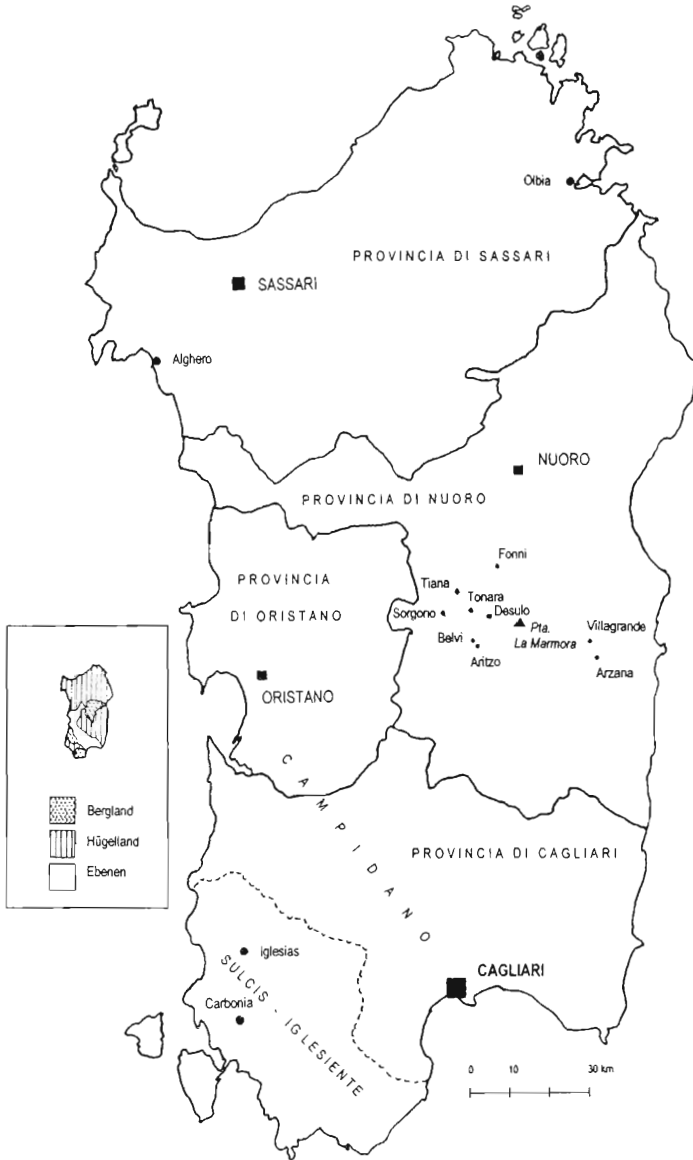 Olbia
PROVINCIA DI SASSARI
SASSARI
Alghero
NUORO
PROVINCIA DI NUORO
Fonni
PROVINCIA
DI ORISTANO
Tiana
Tonara
Sorgono
Desulo
Pta.
La Marmora
Villagrande
Belvi
Aritzo
Arzana
ORISTANO
CAMPIDANO
Bergland
Hügelland
Ebenen
PROVINCIA DI CAGLIARI
Iglesias
SULCIS - IGLESIENTE
CAGLIARI
Carbonia
0 10 30 km